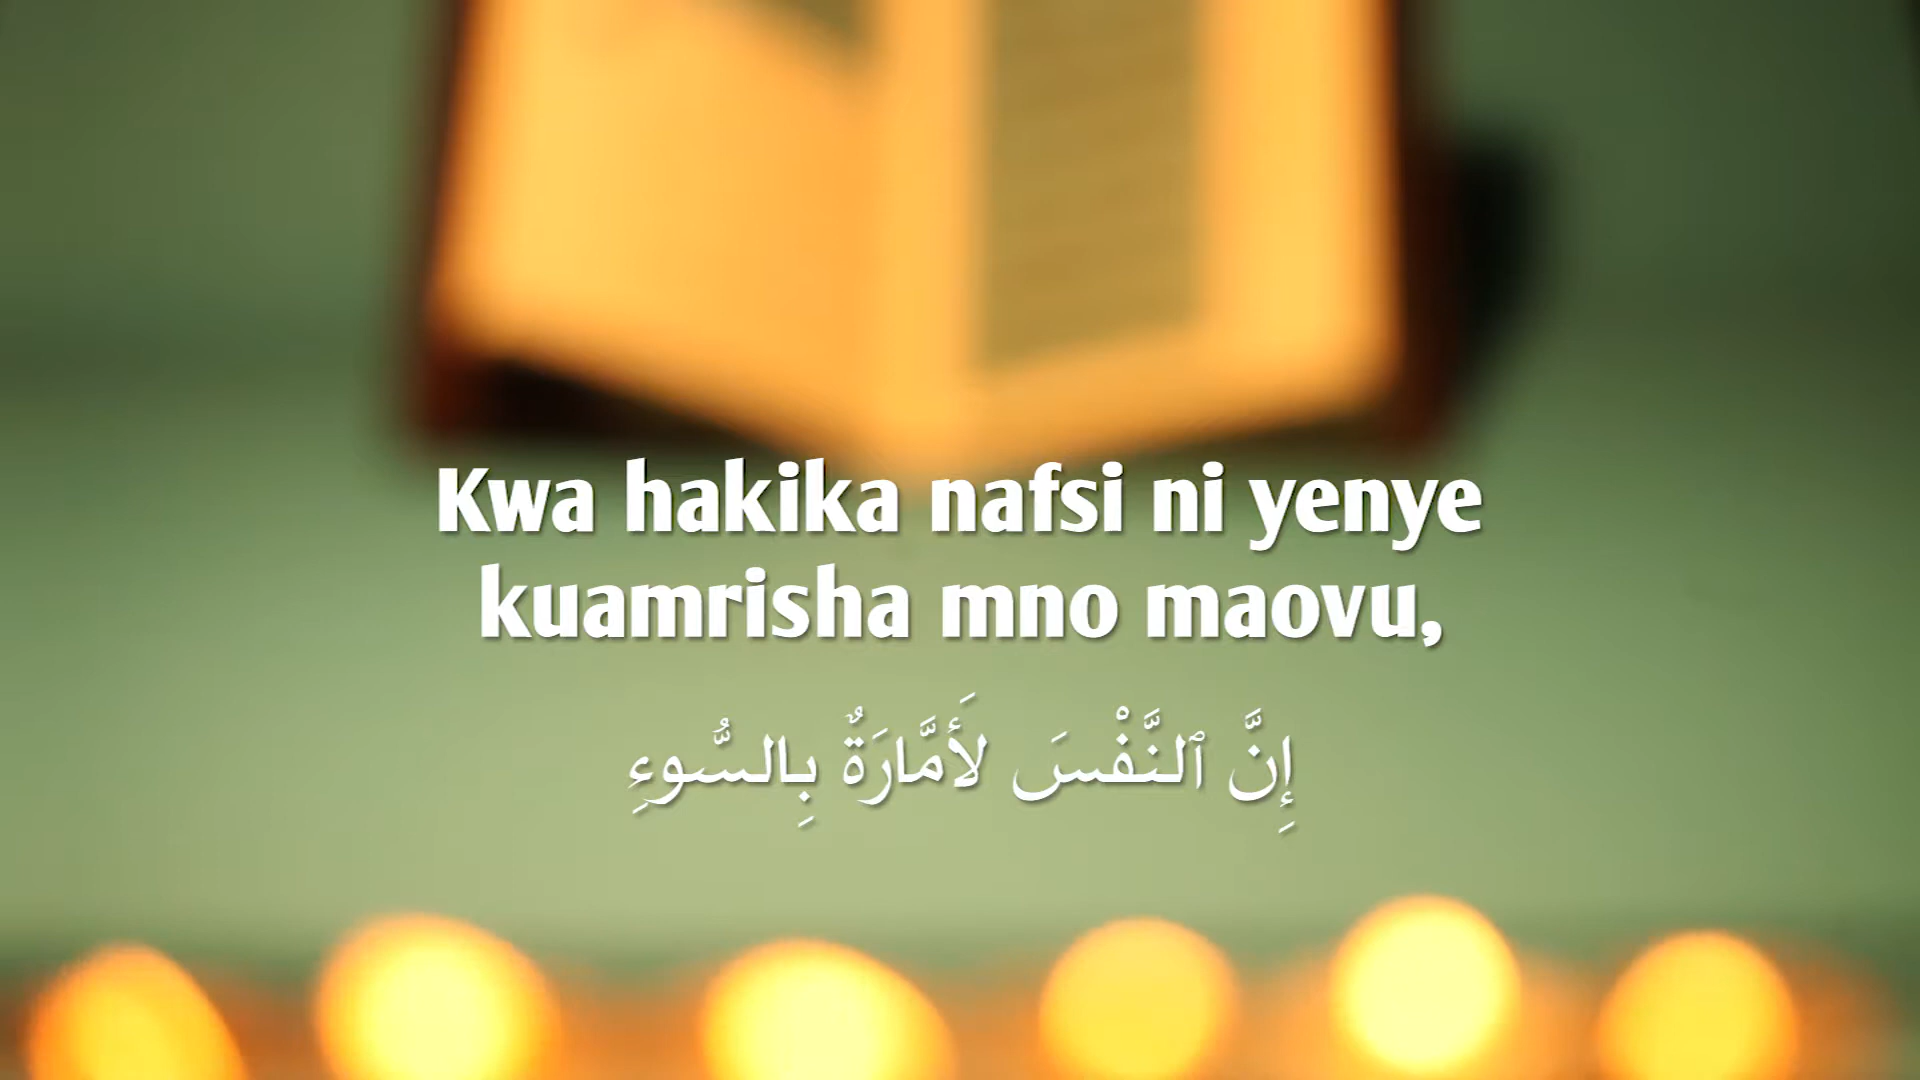 Kwa hakika nafsi ni yenye
kuamrisha mno maovu,
إِنَّ ٱلنَّفْسَ لَأَمَّارَةٌ بِالسُّوءِ